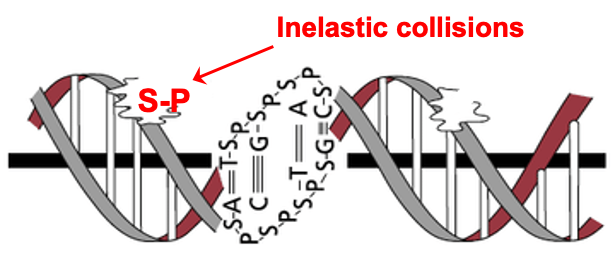 Inelastic collisions
S-P
S-A=T-S-P
P-S-C≡G-S-P
P-S-T=A-S-P
P-S-G≡C-S